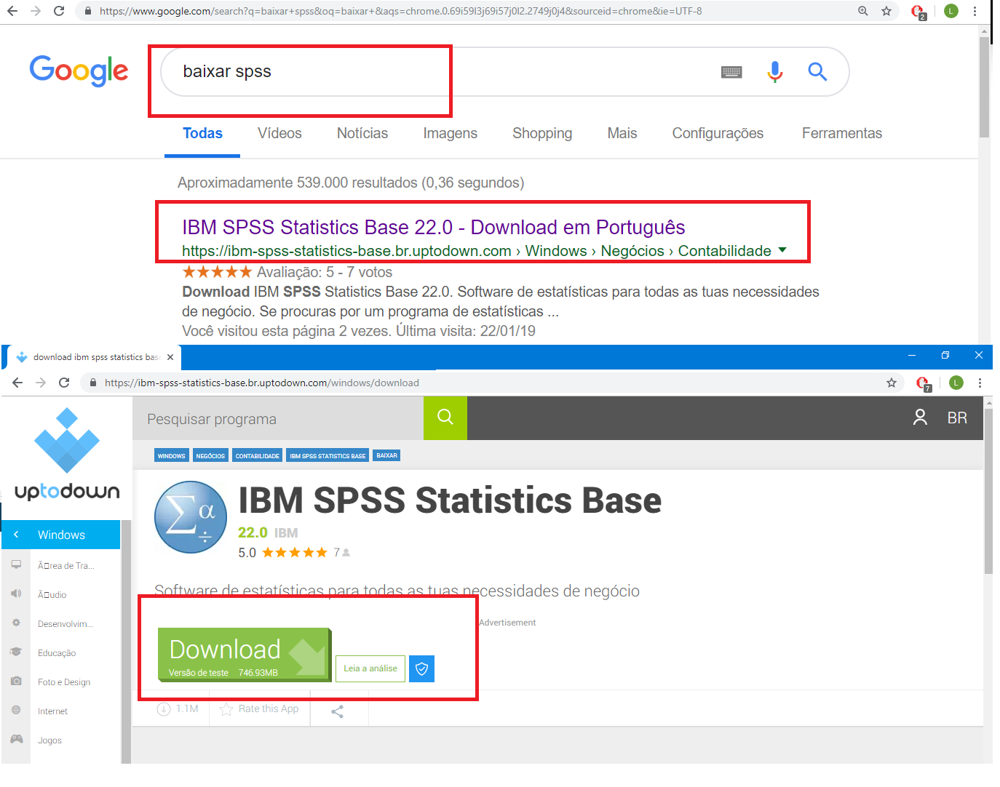 https://www.google.com/search?q=baixar+spss&oq=baixar+&aqs=chrome.0.69i59l3j69i57j0l2.2749j0j4&sourceid=chrome&ie=UTF-8
2
L
Google
baixar spss
Todas Vídeos Notícias Imagens Shopping Mais Configurações Ferramentas
Aproximadamente 539.000 resultados (0,36 segundos)
IBM SPSS Statistics Base 22.0 - Download em Português
https://ibm-spss-statistics-base.br.uptodown.com › Windows › Negócios › Contabilidade
Avaliação: 5 - 7 votos
Download IBM SPSS Statistics Base 22.0. Software de estatísticas para todas as tuas necessidades
de negócio. Se procuras por um programa de estatísticas ...
Você visitou esta página 2 vezes. Última visita: 22/01/19
download ibm spss statistics bas
https://ibm-spss-statistics-base.br.uptodown.com/windows/download
7
L
Pesquisar programa
BR
WINDOWS NEGÓCIOS CONTABILIDADE IBM SPSS STATISTICS BASE BAIXAR
uptodown
Σ α ÷
IBM SPSS Statistics Base
22.0 IBM
5.0 7
Software de estatísticas para todas as tuas necessidades de negócio
Advertisement
Download
Versão de teste 746.93MB
Leia a análise
1.1M Rate this App
Windows
Ã□rea de Tra...
Ã□udio
Desenvolvim...
Educação
Foto e Design
Internet
Jogos